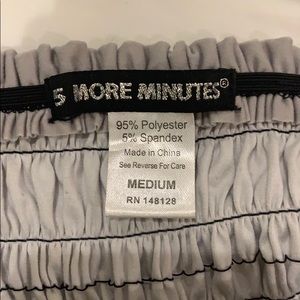 5 MORE MINUTES®
95% Polyester
5% Spandex
Made in China
See Reverse For Care
MEDIUM
RN 148128